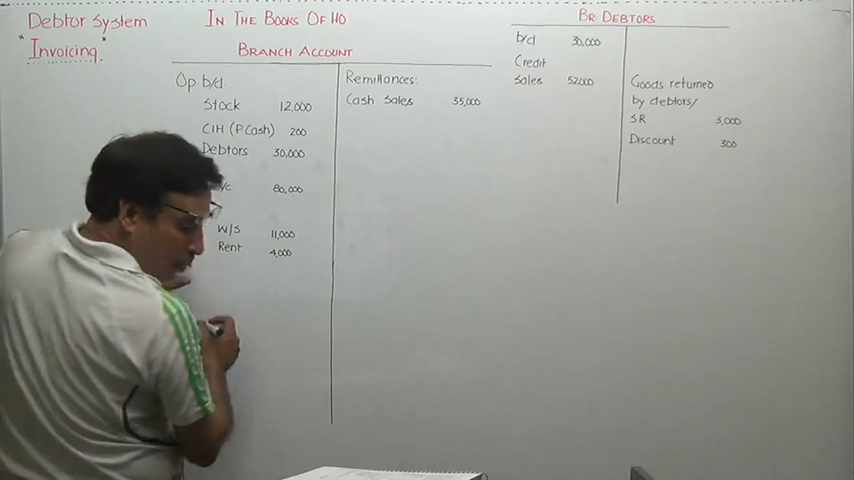 Debtor System
"Invoicing"
In The Books Of HO
Branch Account
Op. b/d.
Stock 12,000
CIH (P Cash) 200
Debtors 30,000
80,000
W/S 11,000
Rent 4,000
Remittances:
Cash Sales 35,000
Br Debtors
b/d 30,000
Credit
Sales 52,000
Goods returned
by debtors/
SR 3,000
Discount 300